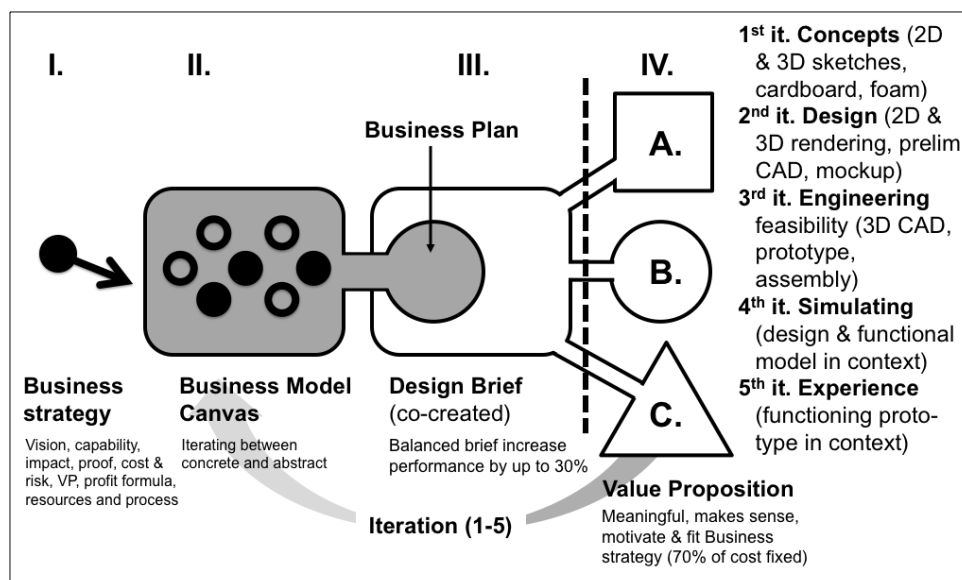 I.
II.
III.
IV.
Business Plan
A.
B.
C.
Business
strategy
Vision, capability,
impact, proof, cost &
risk, VP, profit formula,
resources and process
Business Model
Canvas
Iterating between
concrete and abstract
Design Brief
(co-created)
Balanced brief increase
performance by up to 30%
Iteration (1-5)
Value Proposition
Meaningful, makes sense,
motivate & fit Business
strategy (70% of cost fixed)
1st it. Concepts (2D
& 3D sketches,
cardboard, foam)
2nd it. Design (2D &
3D rendering, prelim
CAD, mockup)
3rd it. Engineering
feasibility (3D CAD,
prototype,
assembly)
4th it. Simulating
(design & functional
model in context)
5th it. Experience
(functioning proto-
type in context)